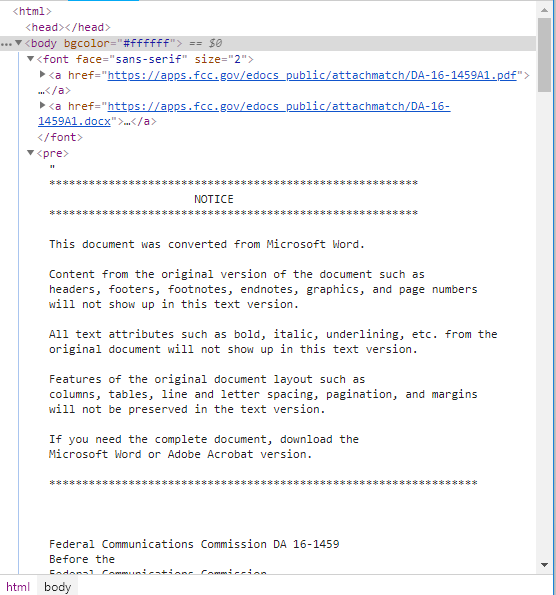 <html>
<head></head>
…▼<body bgcolor="#ffffff"> == $0
▼<font face="sans-serif" size="2">
▶<a href="https://apps.fcc.gov/edocs_public/attachmatch/DA-16-1459A1.pdf">
…</a>
▶<a href="https://apps.fcc.gov/edocs_public/attachmatch/DA-16-
1459A1.docx">…</a>
</font>
▼<pre>
"
********************************************************
NOTICE
********************************************************
This document was converted from Microsoft Word.
Content from the original version of the document such as
headers, footers, footnotes, endnotes, graphics, and page numbers
will not show up in this text version.
All text attributes such as bold, italic, underlining, etc. from the
original document will not show up in this text version.
Features of the original document layout such as
columns, tables, line and letter spacing, pagination, and margins
will not be preserved in the text version.
If you need the complete document, download the
Microsoft Word or Adobe Acrobat version.
*****************************************************************
Federal Communications Commission DA 16-1459
Before the
Federal Communications Commission
html body